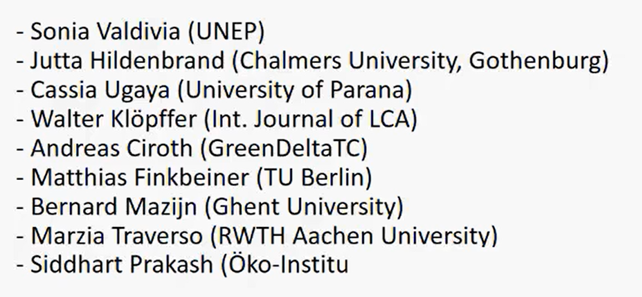 - Sonia Valdivia (UNEP)
- Jutta Hildenbrand (Chalmers University, Gothenburg)
- Cassia Ugaya (University of Parana)
- Walter Klöpffer (Int. Journal of LCA)
- Andreas Ciroth (GreenDeltaTC)
- Matthias Finkbeiner (TU Berlin)
- Bernard Mazijn (Ghent University)
- Marzia Traverso (RWTH Aachen University)
- Siddhart Prakash (Öko-Institu